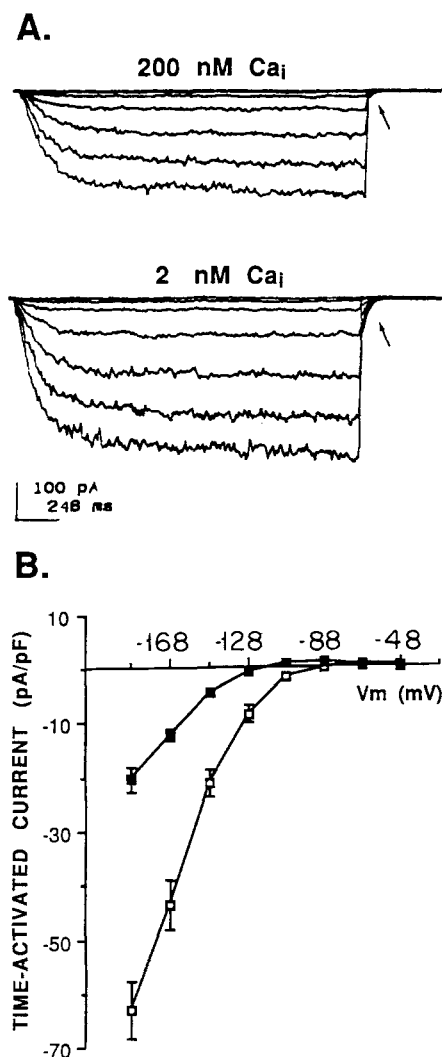 A.
200 nM Cai
2 nM Cai
100 pA
248 ms
B.
10
-10
-30
-50
-70
-168
-128
-88
-48
Vm (mV)
TIME-ACTIVATED CURRENT (pA/pF)